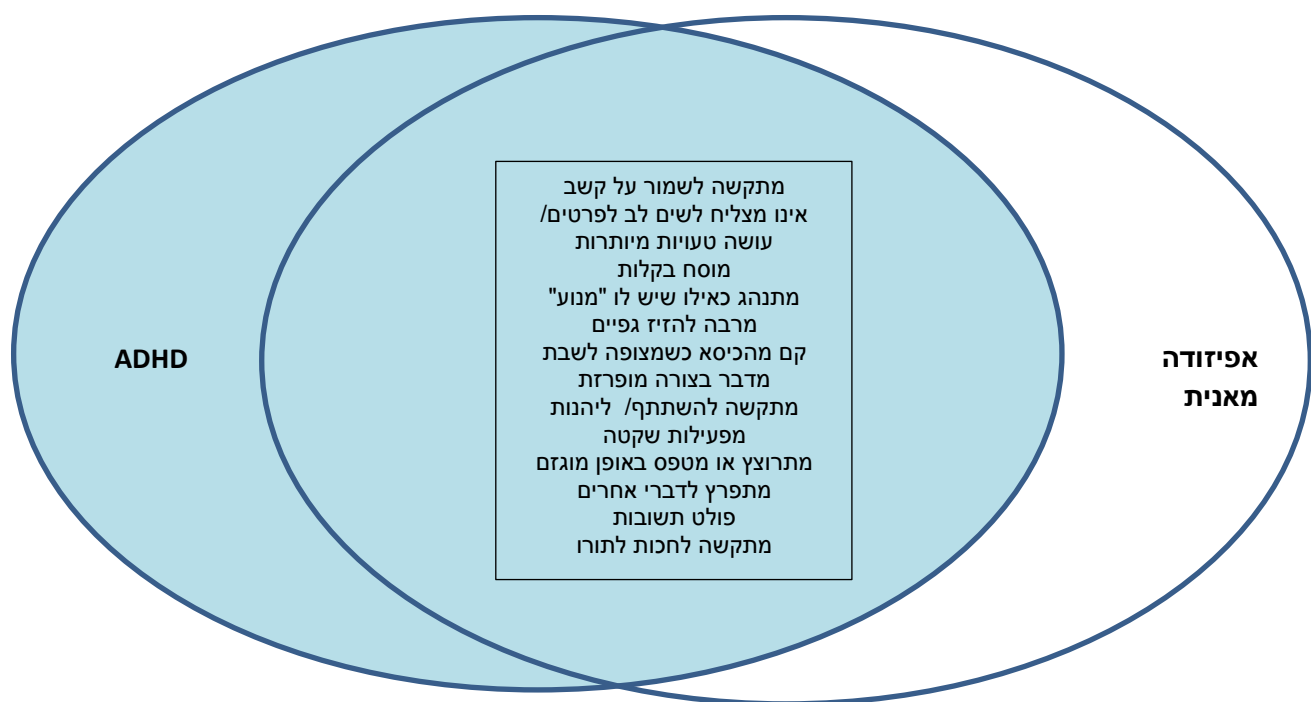 מתקשה לשמור על קשב
אינו מצליח לשים לב לפרטים/
עושה טעויות מיותרות
מוסח בקלות
מתנהג כאילו שיש לו "מנוע"
מרבה להזיז גפיים
קם מהכיסא כשמצופה לשבת
מדבר בצורה מופרזת
מתקשה להשתתף/ ליהנות
מפעילות שקטה
מתרוצץ או מטפס באופן מוגזם
מתפרץ לדברי אחרים
פולט תשובות
מתקשה לחכות לתורו
אפיזודה
מאנית
ADHD